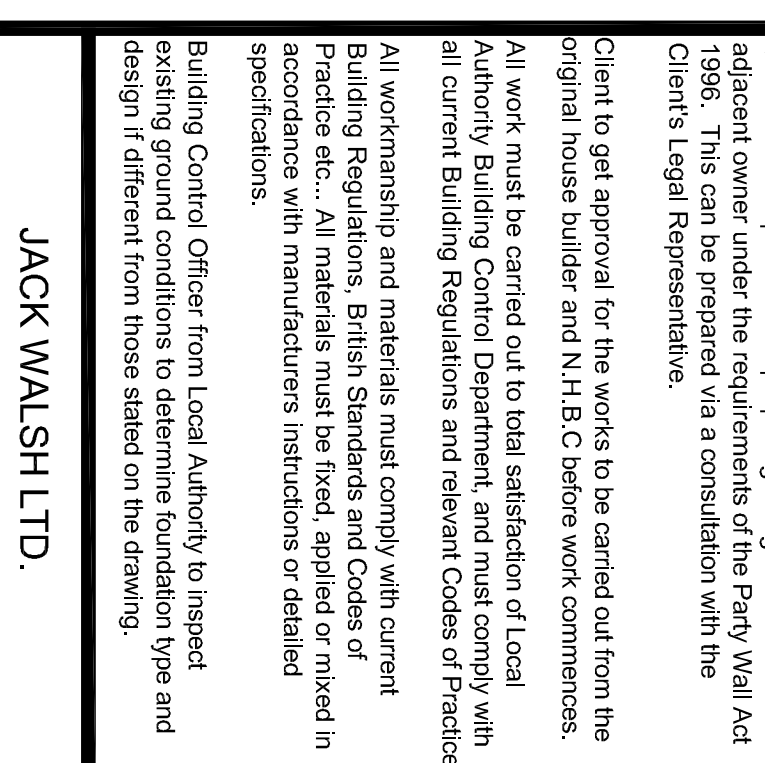 adjacent owner under the requirements of the Party Wall Act
1996.  This can be prepared via a consultation with the
Client's Legal Representative.
Client to get approval for the works to be carried out from the
original house builder and N.H.B.C before work commences.
All work must be carried out to total satisfaction of Local
Authority Building Control Department, and must comply with
all current Building Regulations and relevant Codes of Practice
All workmanship and materials must comply with current
Building Regulations, British Standards and Codes of
Practice etc...  All materials must be fixed, applied or mixed in
accordance with manufacturers instructions or detailed
specifications.
Building Control Officer from Local Authority to inspect
existing ground conditions to determine foundation type and
design if different from those stated on the drawing.
JACK WALSH LTD.